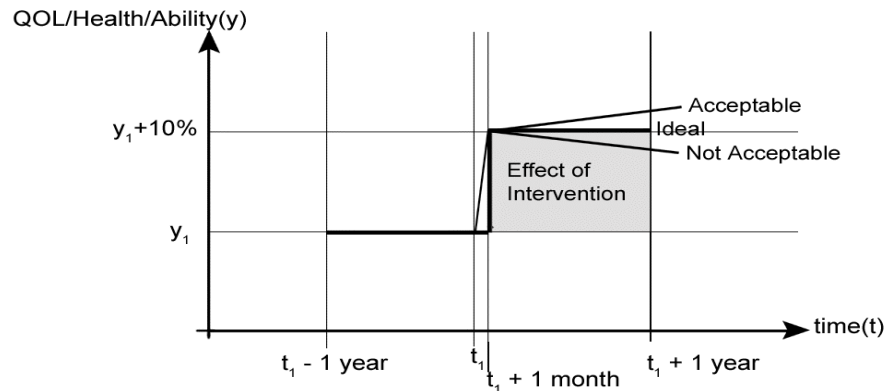 QOL/Health/Ability(y)
Acceptable
y₁+10%
Ideal
Not Acceptable
Effect of
Intervention
y₁
time(t)
t₁ - 1 year
t₁
t₁ + 1 month
t₁ + 1 year